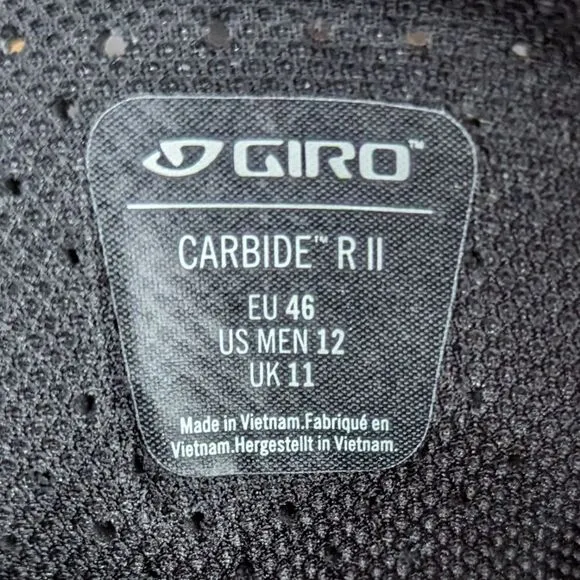 GIRO™
CARBIDE™ R II
EU 46
US MEN 12
UK 11
Made in Vietnam.Fabriqué en
Vietnam.Hergestellt in Vietnam.